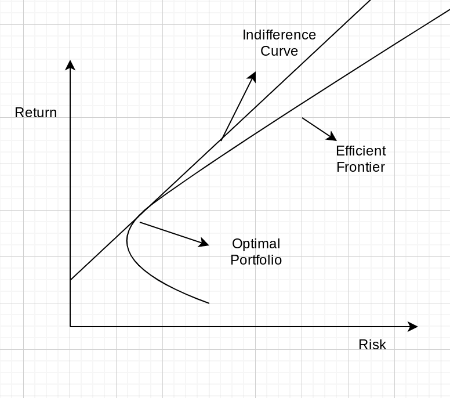 Indifference
Curve
Return
Efficient
Frontier
Optimal
Portfolio
Risk